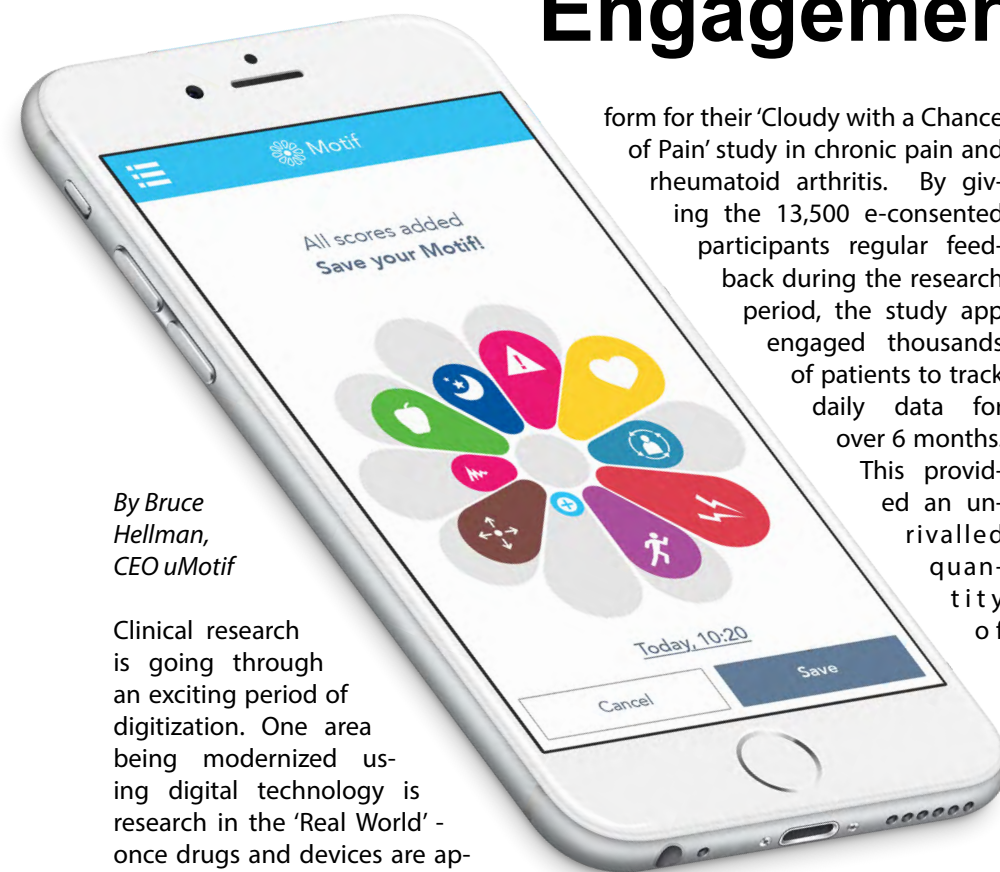 Engagemen
form for their ‘Cloudy with a Chance
of Pain’ study in chronic pain and
rheumatoid arthritis. By giv-
ing the 13,500 e-consented
participants regular feed-
back during the research
period, the study app
engaged thousands
of patients to track
daily data for
over 6 months.
This provid-
ed an un-
rivalled
quan-
tity
of
Motif
All scores added
Save your Motif!
Today, 10:20
Cancel
Save
By Bruce
Hellman,
CEO uMotif
Clinical research
is going through
an exciting period of
digitization. One area
being modernized us-
ing digital technology is
research in the ‘Real World’ -
once drugs and devices are ap-